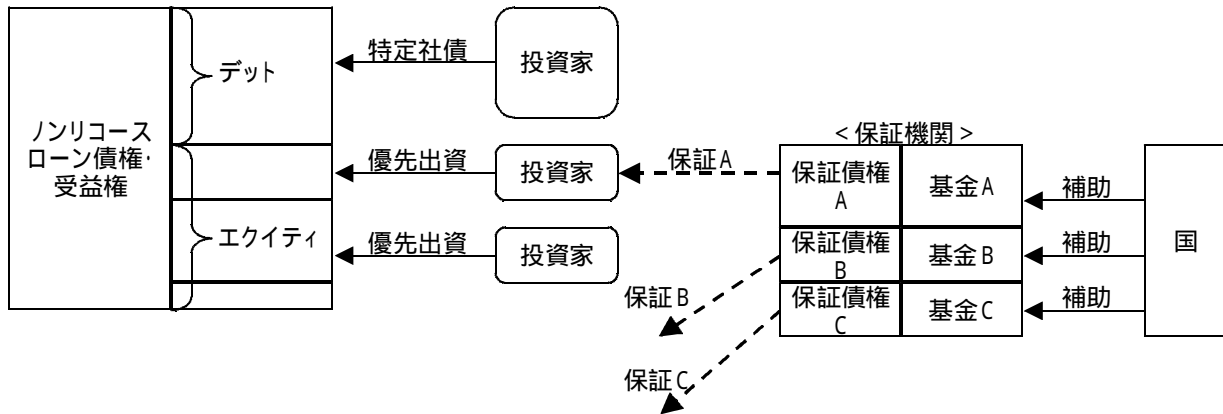 ノンリコース
ローン債権・
受益権
デット
エクイティ
特定社債
優先出資
優先出資
投資家
投資家
投資家
保証A
保証B
保証C
<保証機関>
保証債権
A
基金A
保証債権
B
基金B
保証債権
C
基金C
補助
補助
補助
国